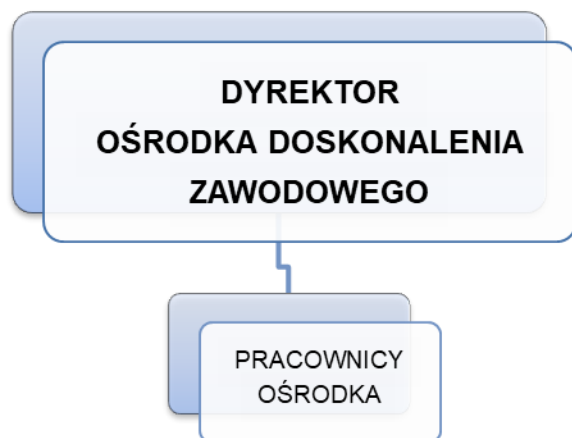 DYREKTOR
OŚRODKA DOSKONALENIA
ZAWODOWEGO
PRACOWNICY
OŚRODKA